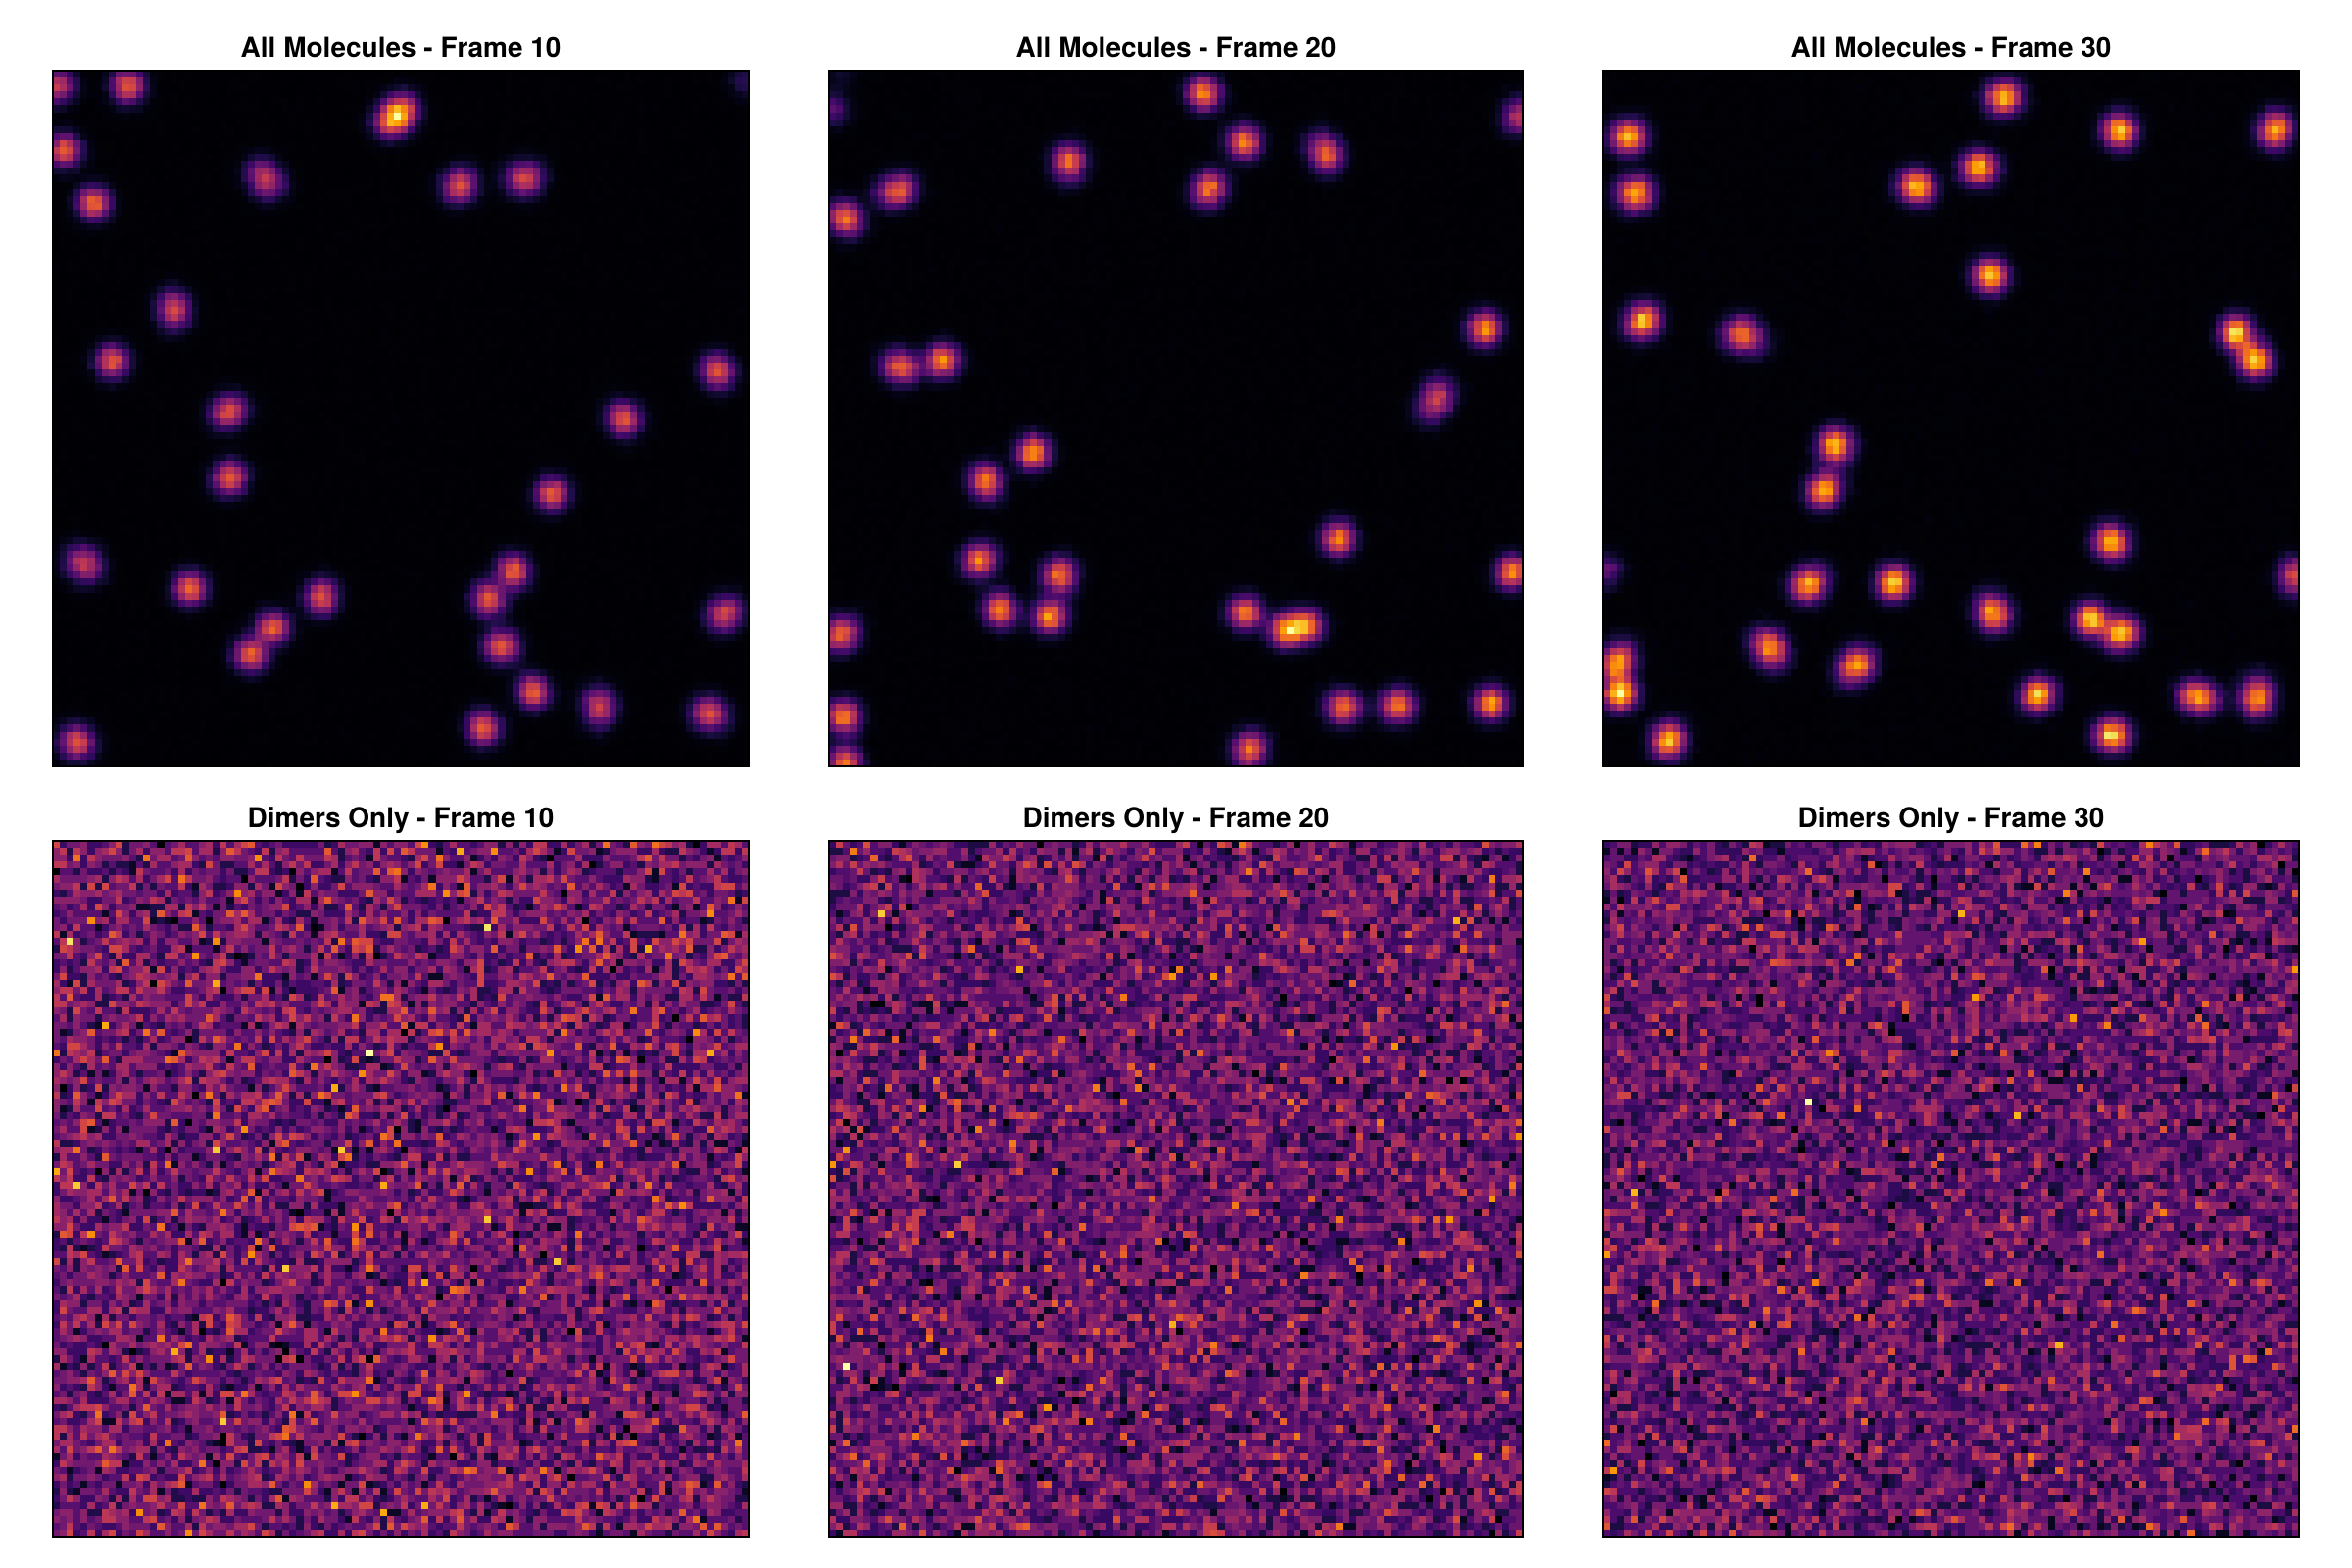 All Molecules - Frame 10
All Molecules - Frame 20
All Molecules - Frame 30
Dimers Only - Frame 10
Dimers Only - Frame 20
Dimers Only - Frame 30